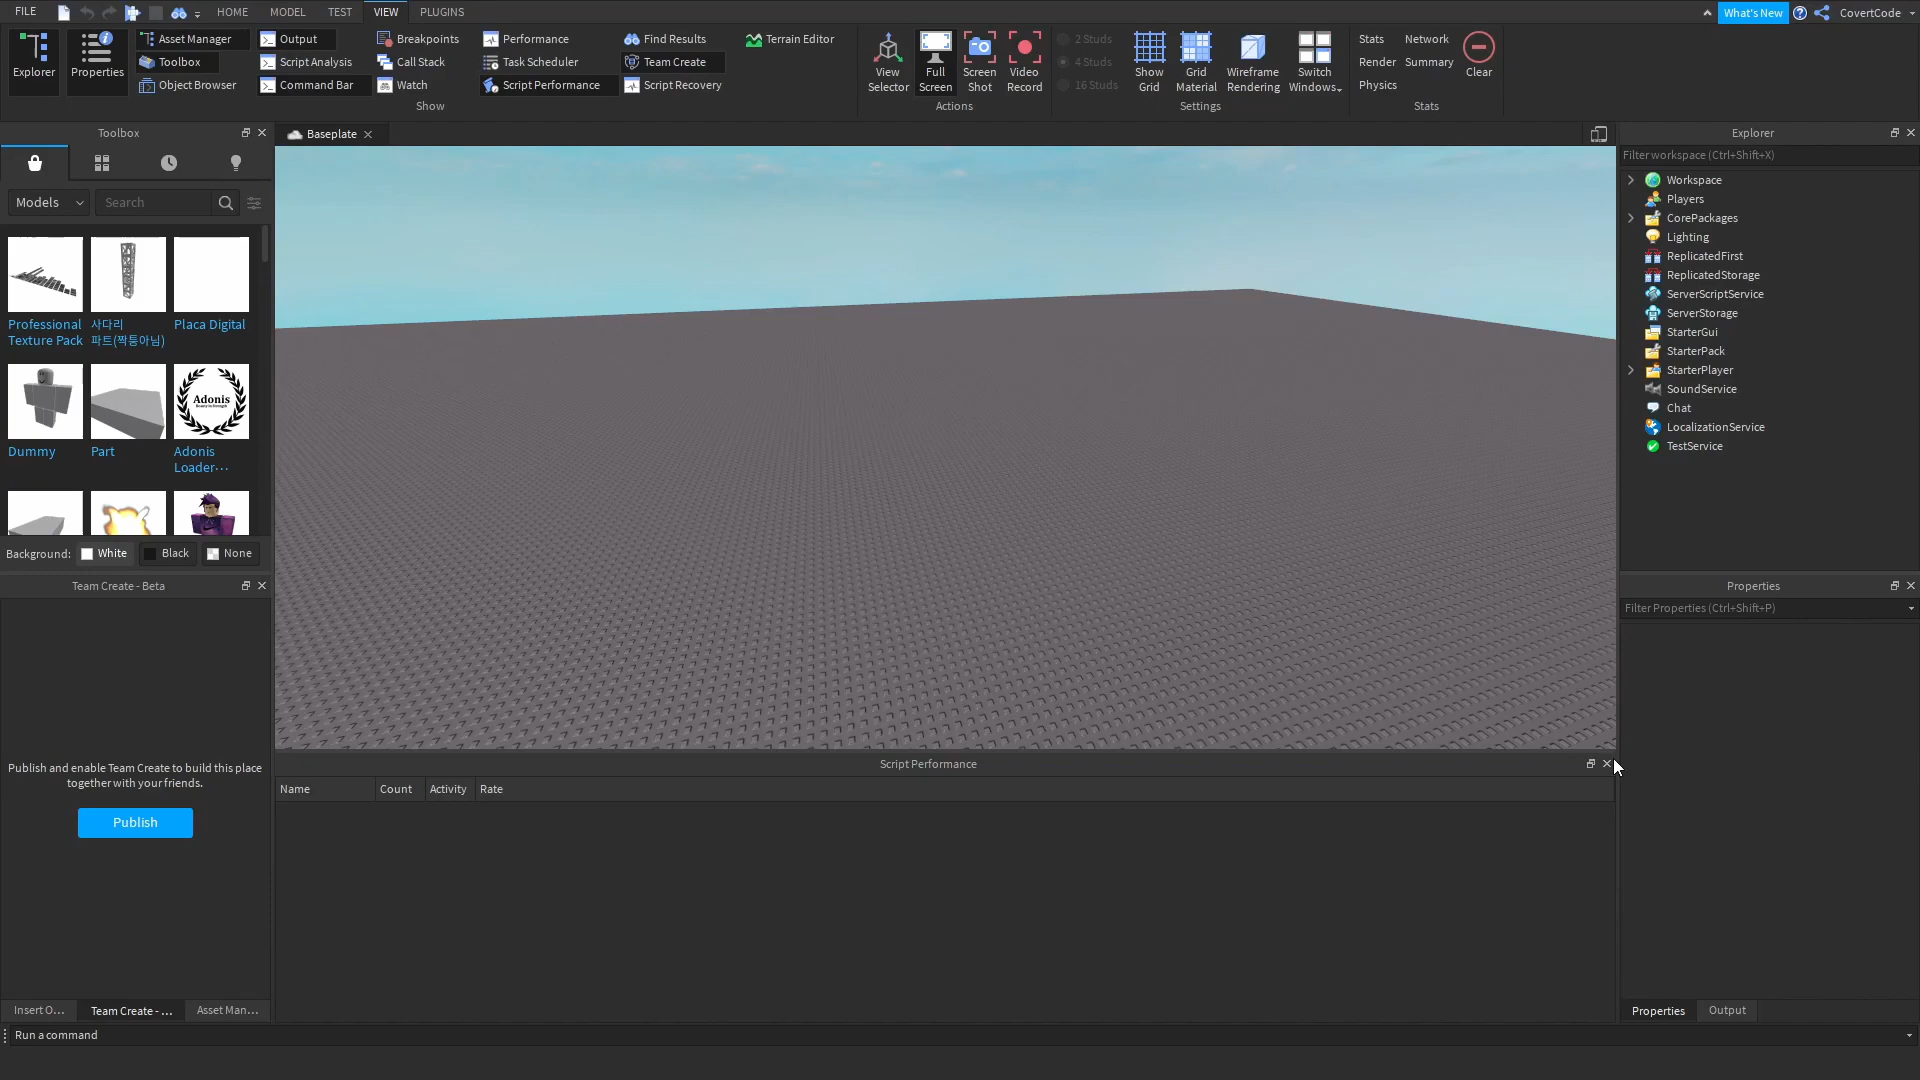 FILE
HOME
MODEL
TEST
VIEW
PLUGINS
What's New
CovertCode
Explorer
Properties
Asset Manager
Toolbox
Object Browser
Output
Script Analysis
Command Bar
Breakpoints
Call Stack
Watch
Performance
Task Scheduler
Script Performance
Find Results
Team Create
Script Recovery
Terrain Editor
Show
View
Selector
Full
Screen
Screen
Shot
Video
Record
Actions
2 Studs
4 Studs
16 Studs
Show
Grid
Grid
Material
Wireframe
Rendering
Switch
Windows
Settings
Stats
Network
Render
Summary
Physics
Clear
Stats
Toolbox
Models
Search
Professional
Texture Pack
사다리
파트(짝퉁아님)
Placa Digital
Dummy
Part
Adonis
Adonis
Loader...
Background:
White
Black
None
Team Create - Beta
Publish and enable Team Create to build this place
together with your friends.
Publish
Insert O...
Team Create - ...
Asset Man...
Run a command
Baseplate
Script Performance
Name
Count
Activity
Rate
Explorer
Filter workspace (Ctrl+Shift+X)
Workspace
Players
CorePackages
Lighting
ReplicatedFirst
ReplicatedStorage
ServerScriptService
ServerStorage
StarterGui
StarterPack
StarterPlayer
SoundService
Chat
LocalizationService
TestService
Properties
Filter Properties (Ctrl+Shift+P)
Properties
Output